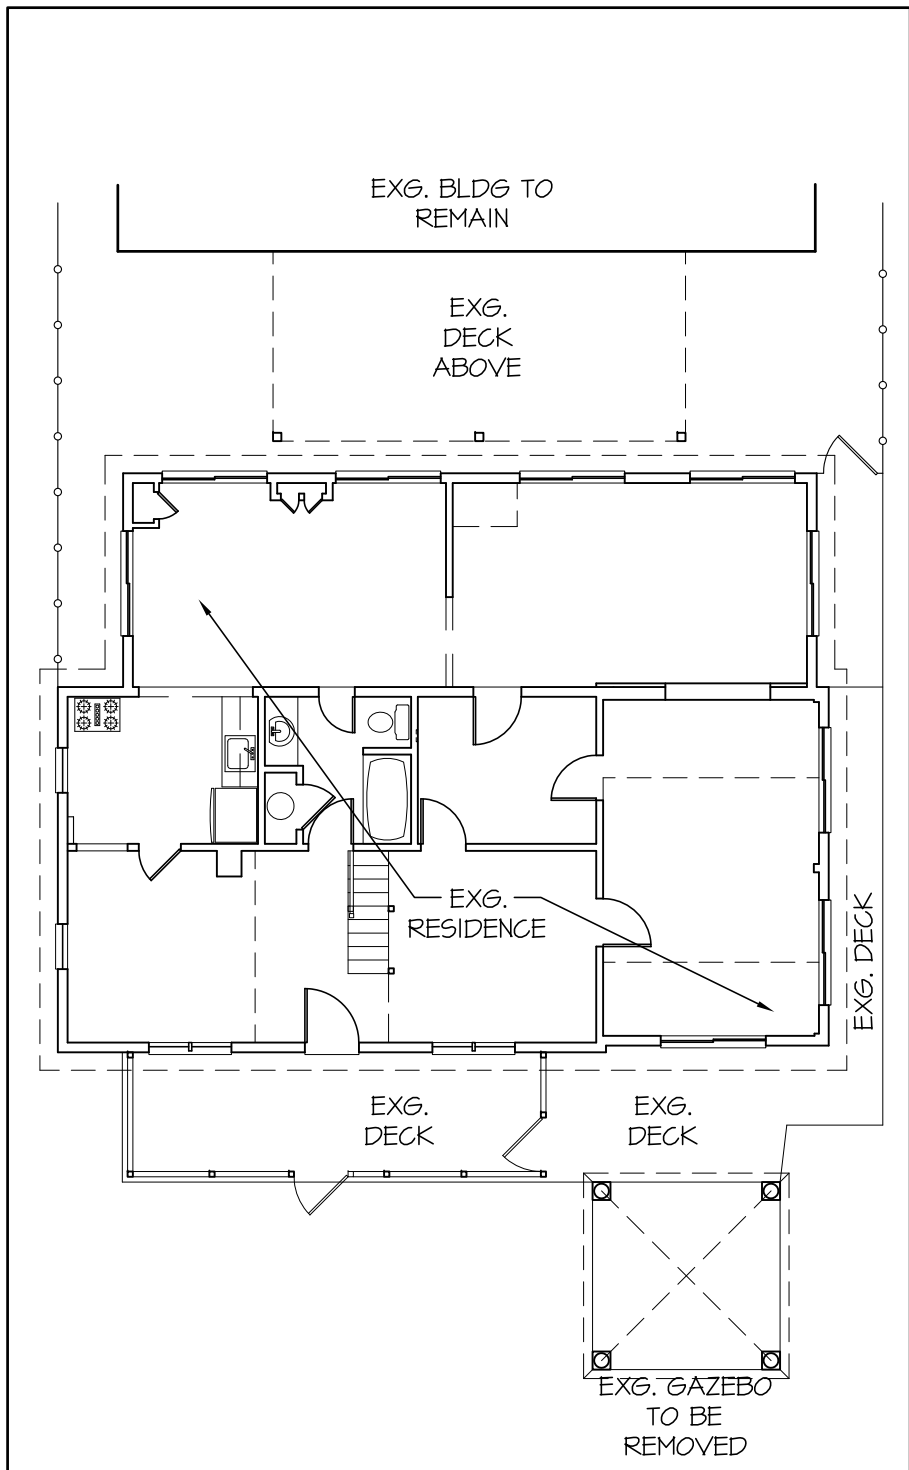 EXG. BLDG TO
REMAIN
EXG.
DECK
ABOVE
EXG.
RESIDENCE
EXG. DECK
EXG.
DECK
EXG.
DECK
EXG. GAZEBO
TO BE
REMOVED